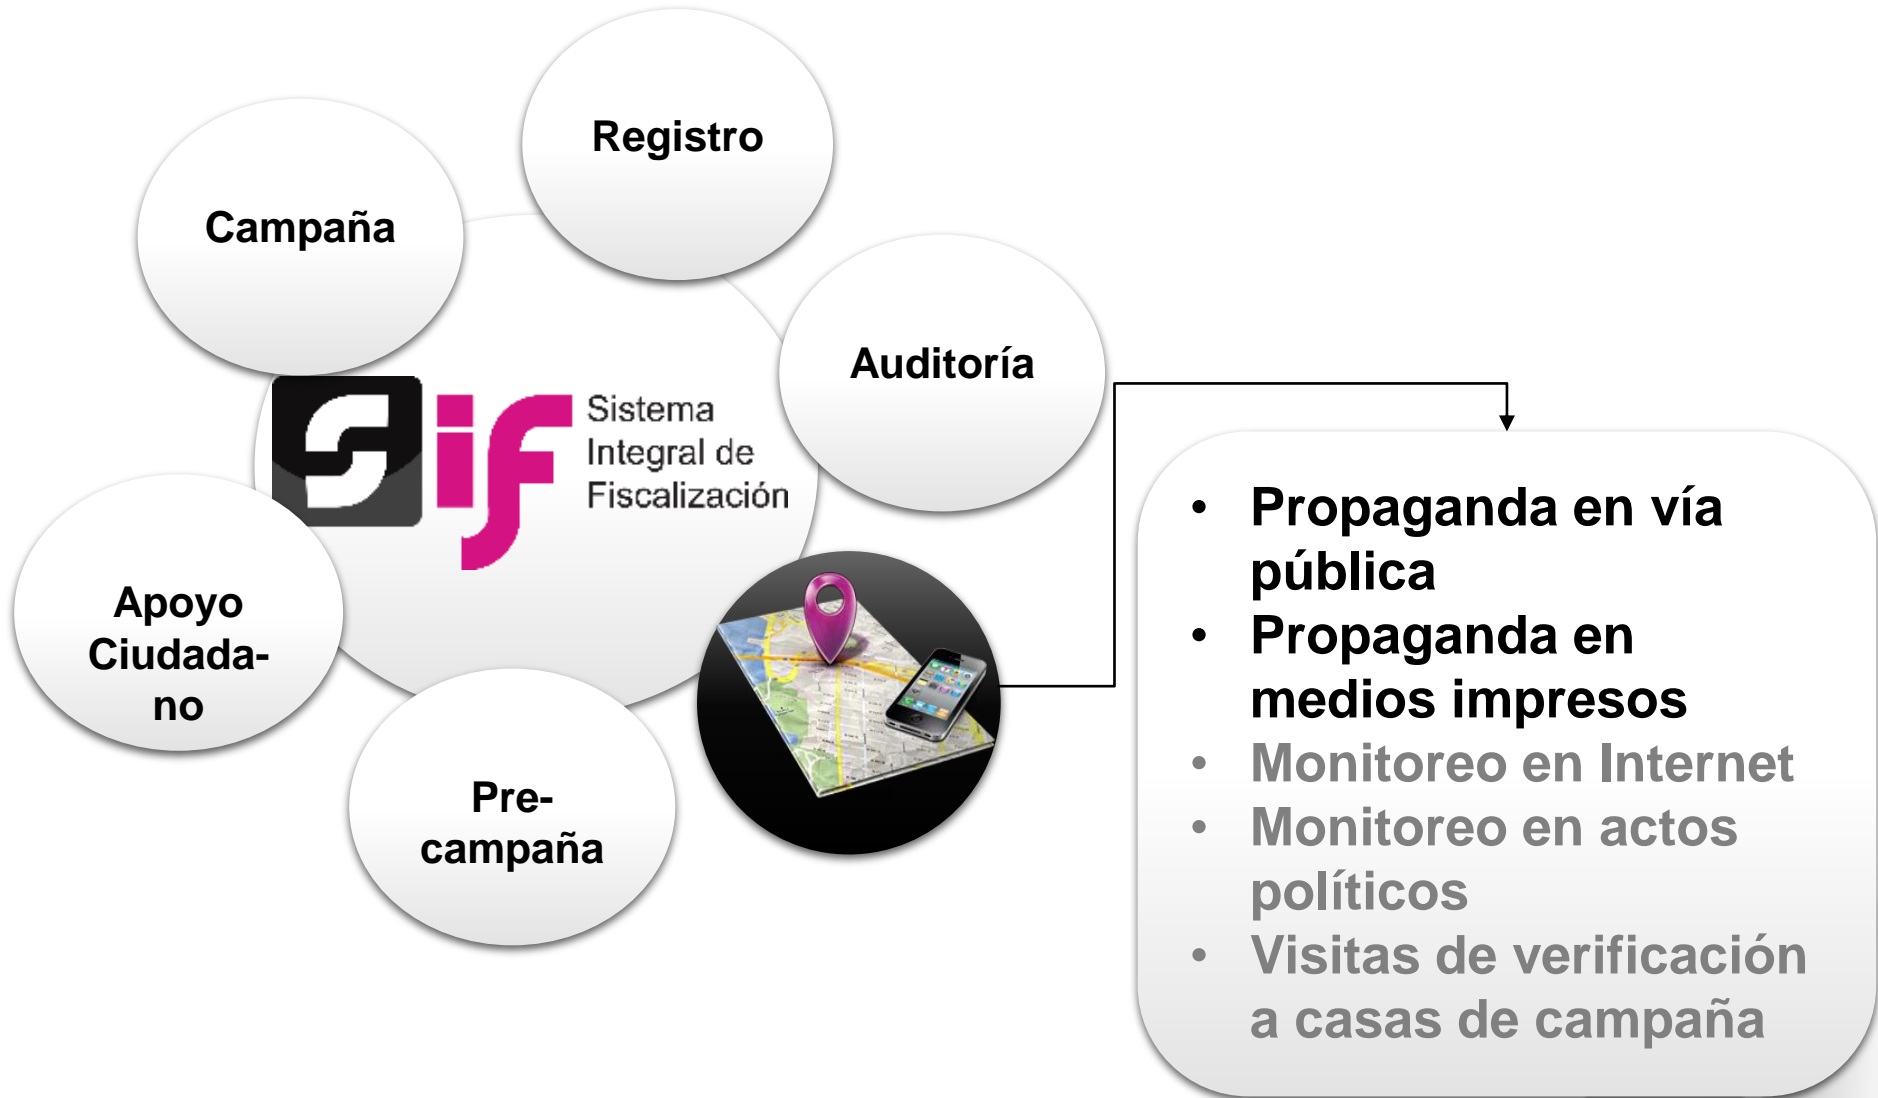 Registro
Campaña
Auditoría
Sif
Sistema
Integral de
Fiscalización
Apoyo
Ciudada-
no
Pre-
campaña
• Propaganda en vía
pública
• Propaganda en
medios impresos
• Monitoreo en Internet
• Monitoreo en actos
políticos
• Visitas de verificación
a casas de campaña